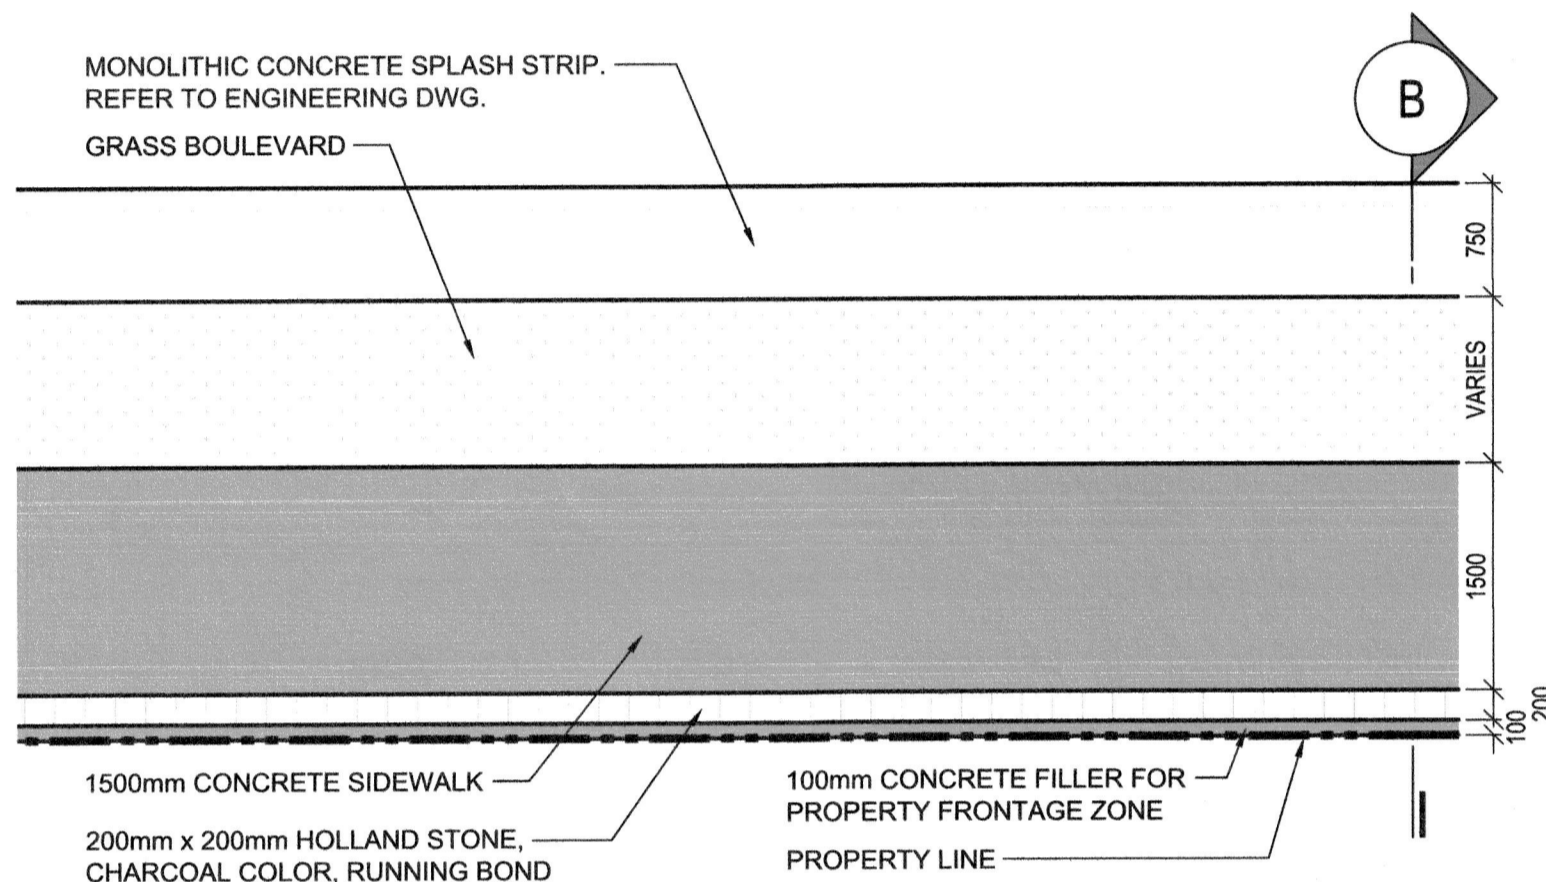 MONOLITHIC CONCRETE SPLASH STRIP.
REFER TO ENGINEERING DWG.
GRASS BOULEVARD
B
750
VARIES
1500
200
100
1500mm CONCRETE SIDEWALK
200mm x 200mm HOLLAND STONE,
CHARCOAL COLOR, RUNNING BOND
100mm CONCRETE FILLER FOR
PROPERTY FRONTAGE ZONE
PROPERTY LINE